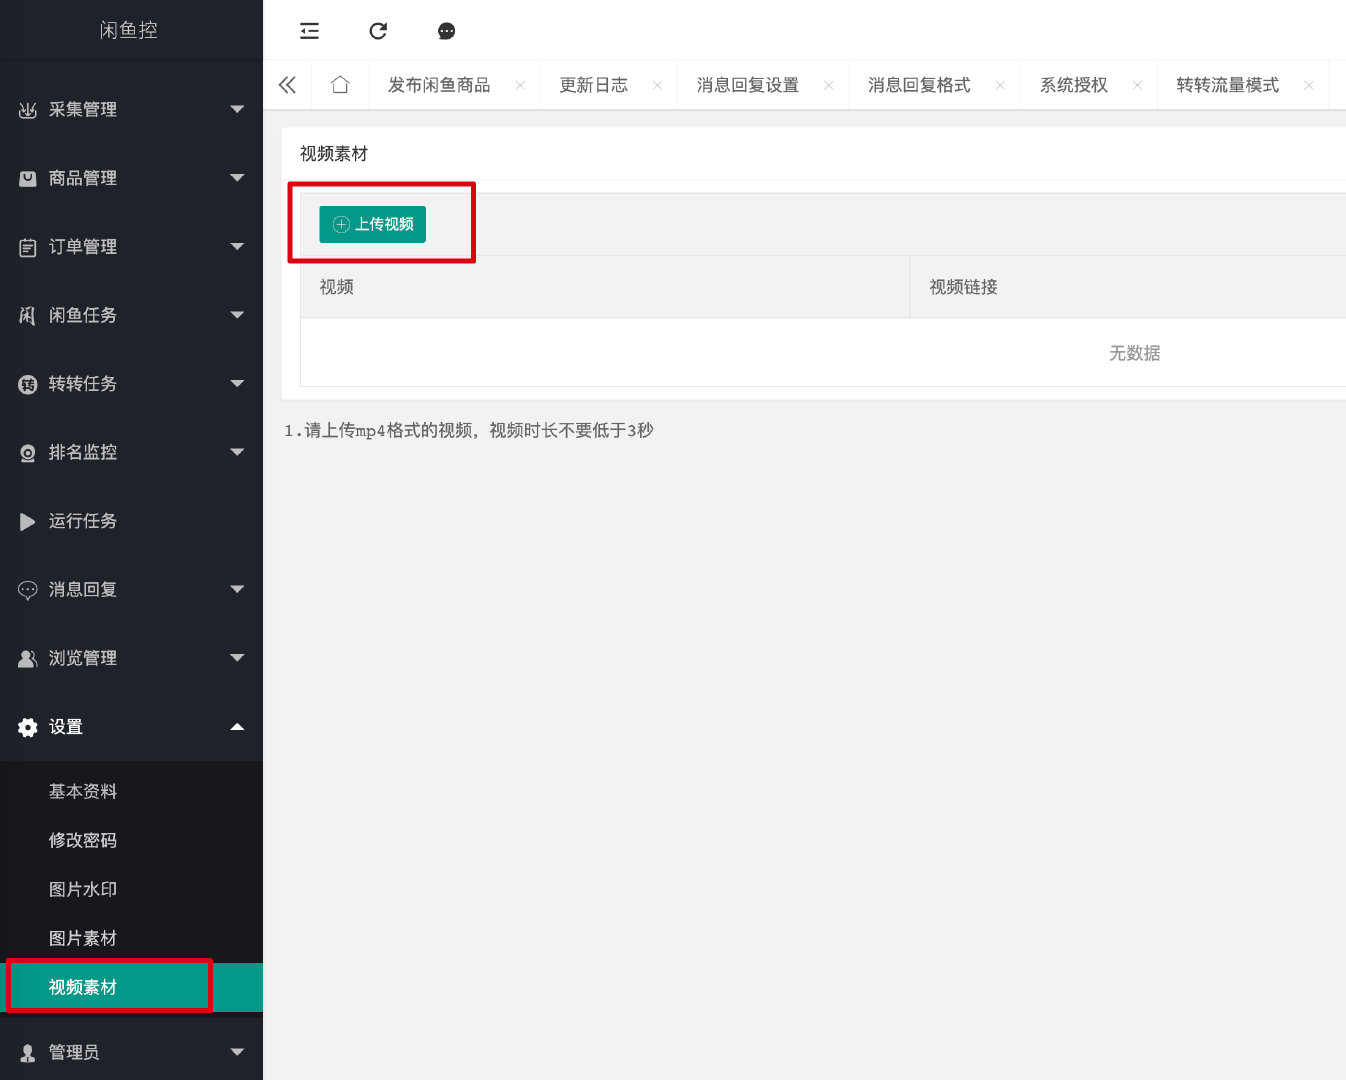 闲鱼控
采集管理
商品管理
订单管理
闲鱼任务
转转任务
排名监控
运行任务
消息回复
浏览管理
设置
基本资料
修改密码
图片水印
图片素材
视频素材
管理员
发布闲鱼商品 更新日志 消息回复设置 消息回复格式 系统授权 转转流量模式
视频素材
上传视频
视频 视频链接
无数据
1.请上传mp4格式的视频，视频时长不要低于3秒